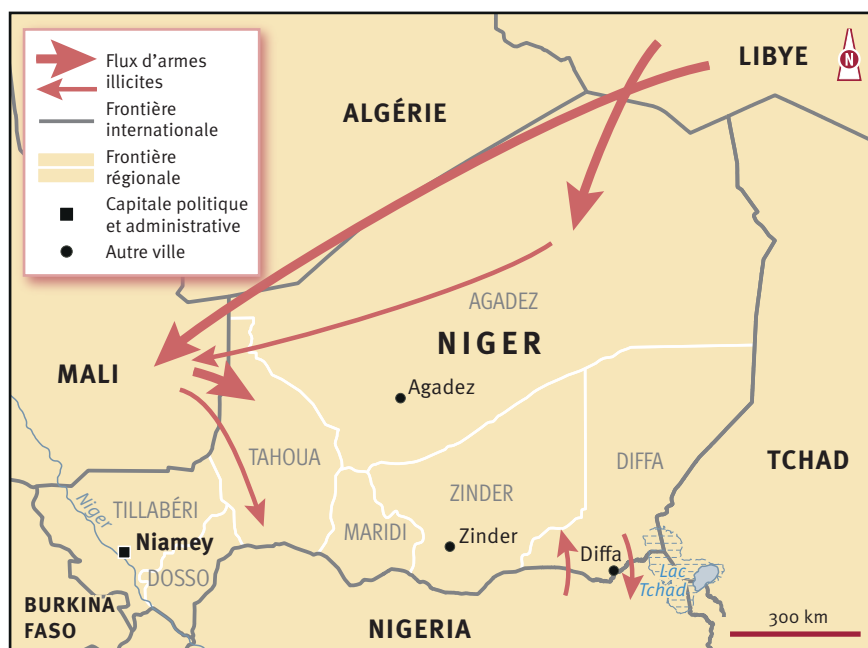 Flux d'armes
illicites
Frontière
internationale
Frontière
régionale
Capitale politique
et administrative
Autre ville
LIBYE
N
ALGÉRIE
AGADEZ
NIGER
MALI
Agadez
TAHOUA
DIFFA
TCHAD
ZINDER
Niger
TILLABÉRI
MARIDI
Niamey
Zinder
Diffa
DOSSO
Lac
Tchad
BURKINA
FASO
NIGERIA
300 km